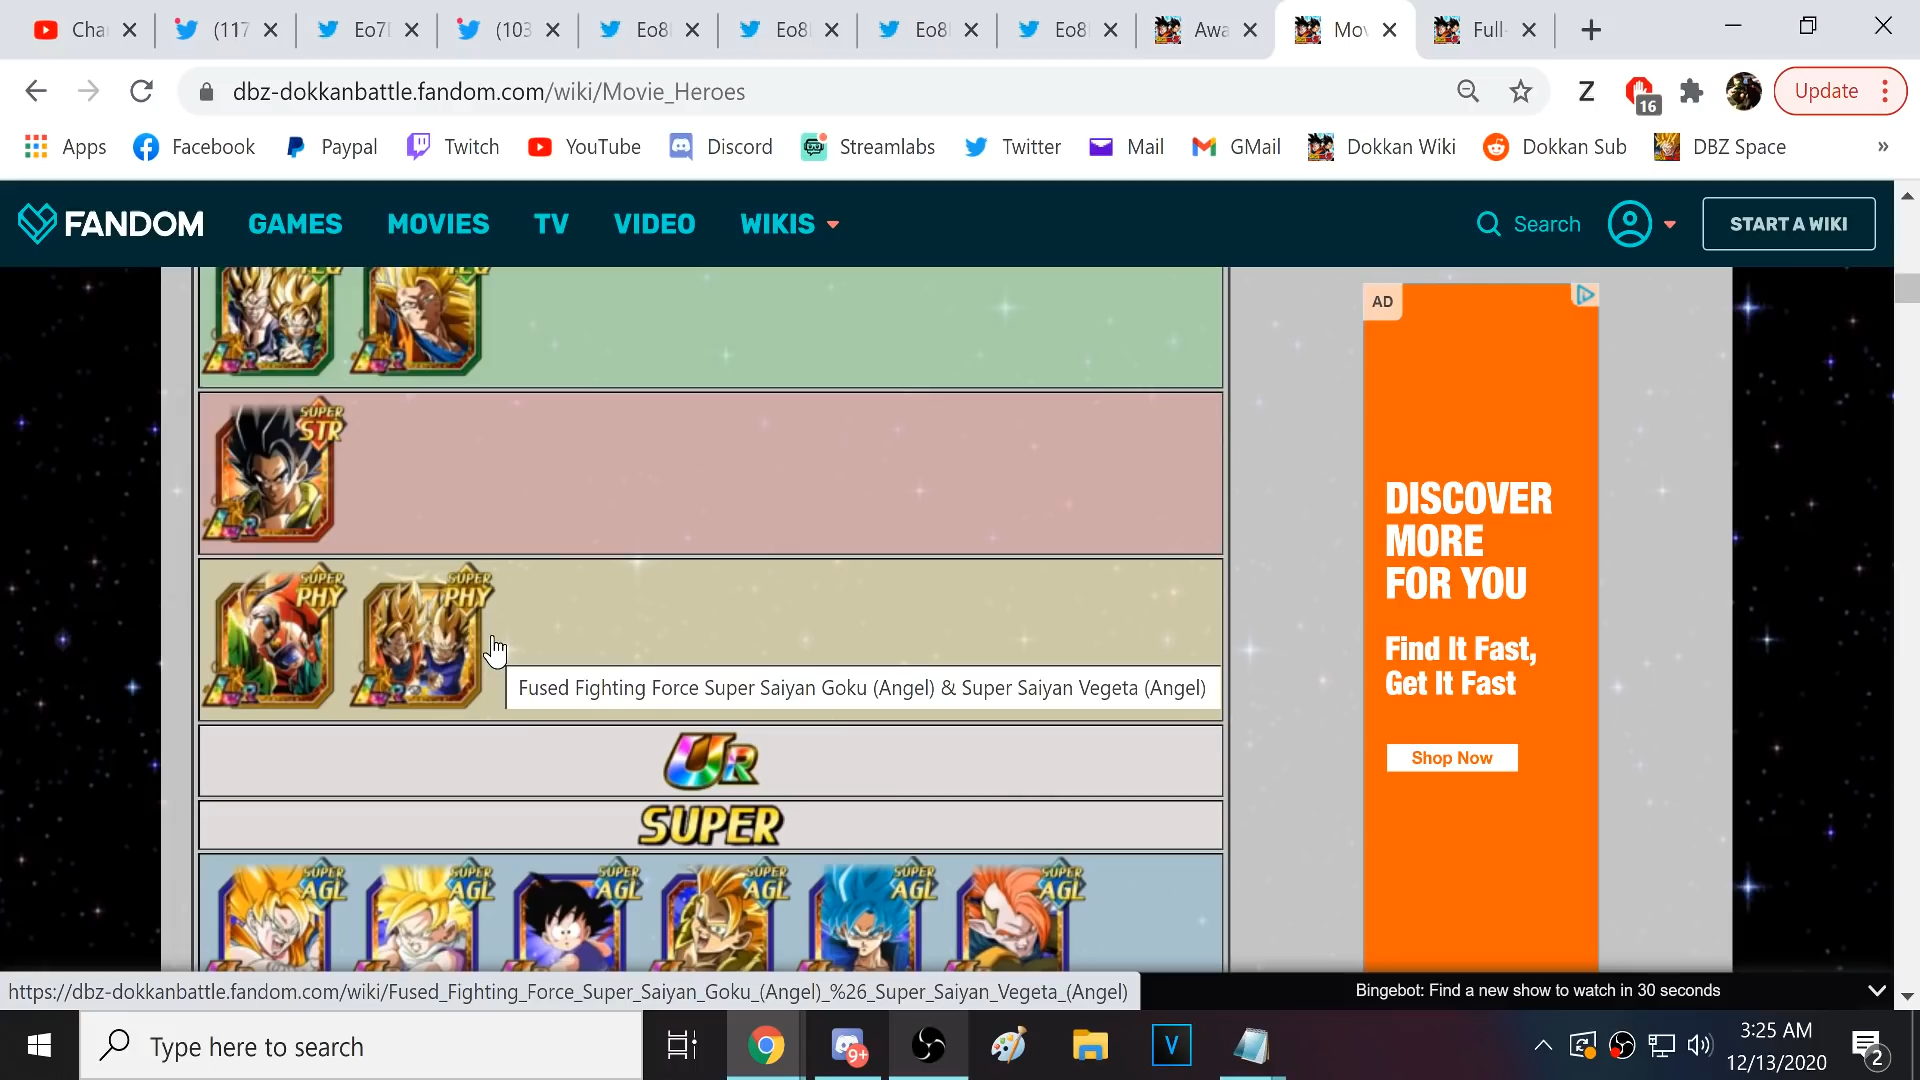 Cha
(117
Eo7
(103
Eo8
Eo8
Eo8
Eo8
Awa
Mov
Full-
dbz-dokkanbattle.fandom.com/wiki/Movie_Heroes
Z
16
Update
Apps
Facebook
Paypal
Twitch
YouTube
Discord
Streamlabs
Twitter
Mail
GMail
Dokkan Wiki
Dokkan Sub
DBZ Space
»
FANDOM
GAMES
MOVIES
TV
VIDEO
WIKIS
Search
START A WIKI
LR
LR
AD
SUPER
STR
LR
DISCOVER
MORE
FOR YOU
SUPER
PHY
LR
SUPER
PHY
LR
Find It Fast,
Get It Fast
Fused Fighting Force Super Saiyan Goku (Angel) & Super Saiyan Vegeta (Angel)
UR
Shop Now
SUPER
SUPER
AGL
SUPER
AGL
SUPER
AGL
SUPER
AGL
SUPER
AGL
SUPER
AGL
https://dbz-dokkanbattle.fandom.com/wiki/Fused_Fighting_Force_Super_Saiyan_Goku_(Angel)_%26_Super_Saiyan_Vegeta_(Angel)
Bingebot: Find a new show to watch in 30 seconds
Type here to search
9+
V
3:25 AM
12/13/2020
2